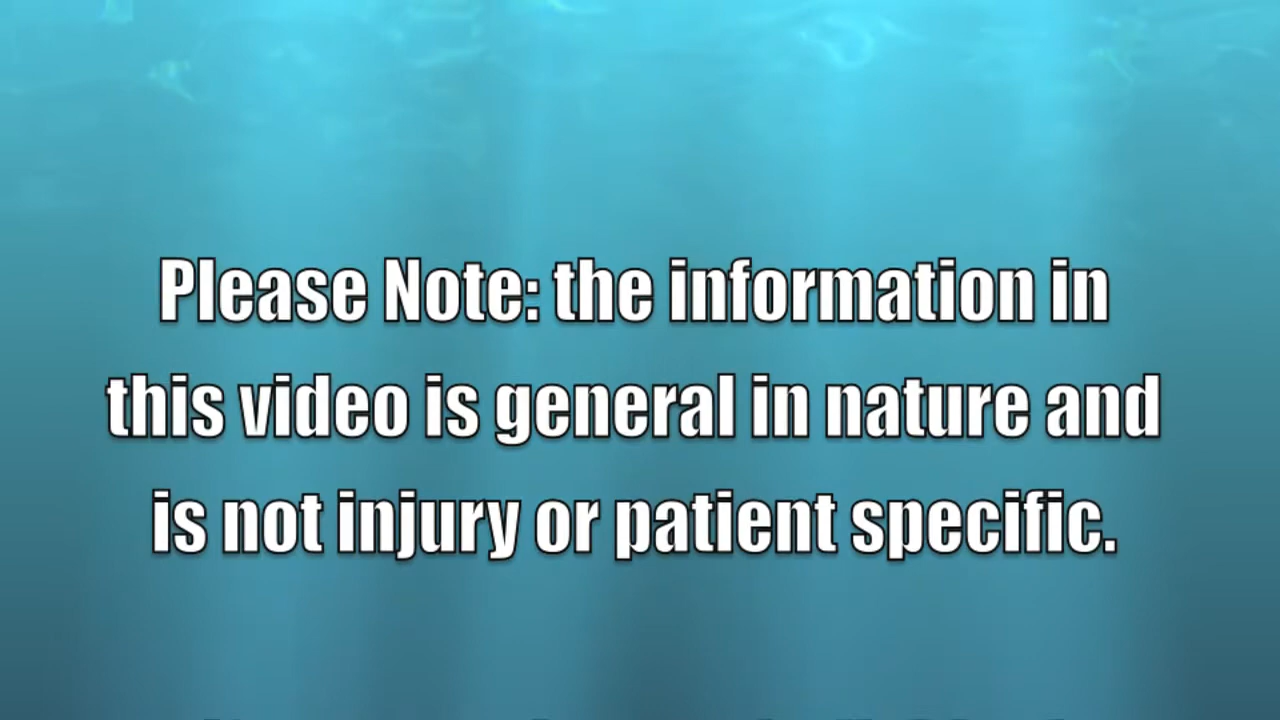 Please Note: the information in
this video is general in nature and
is not injury or patient specific.